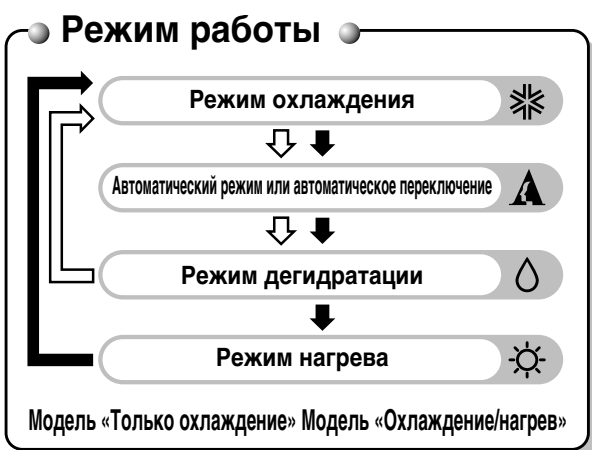 Режим работы
Режим охлаждения
Автоматический режим или автоматическое переключение
Режим дегидратации
Режим нагрева
Модель «Только охлаждение» Модель «Охлаждение/нагрев»